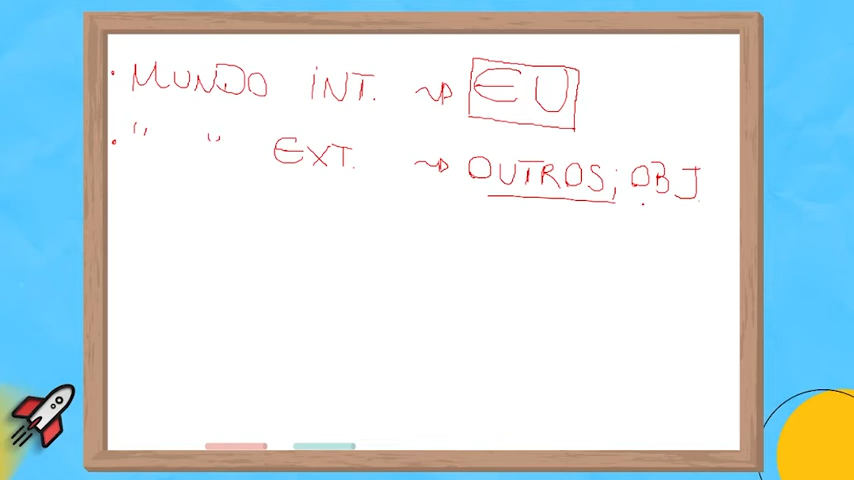 • MUNDO INT. ⇝ EU
• " " EXT. ⇝ OUTROS; OBJ.